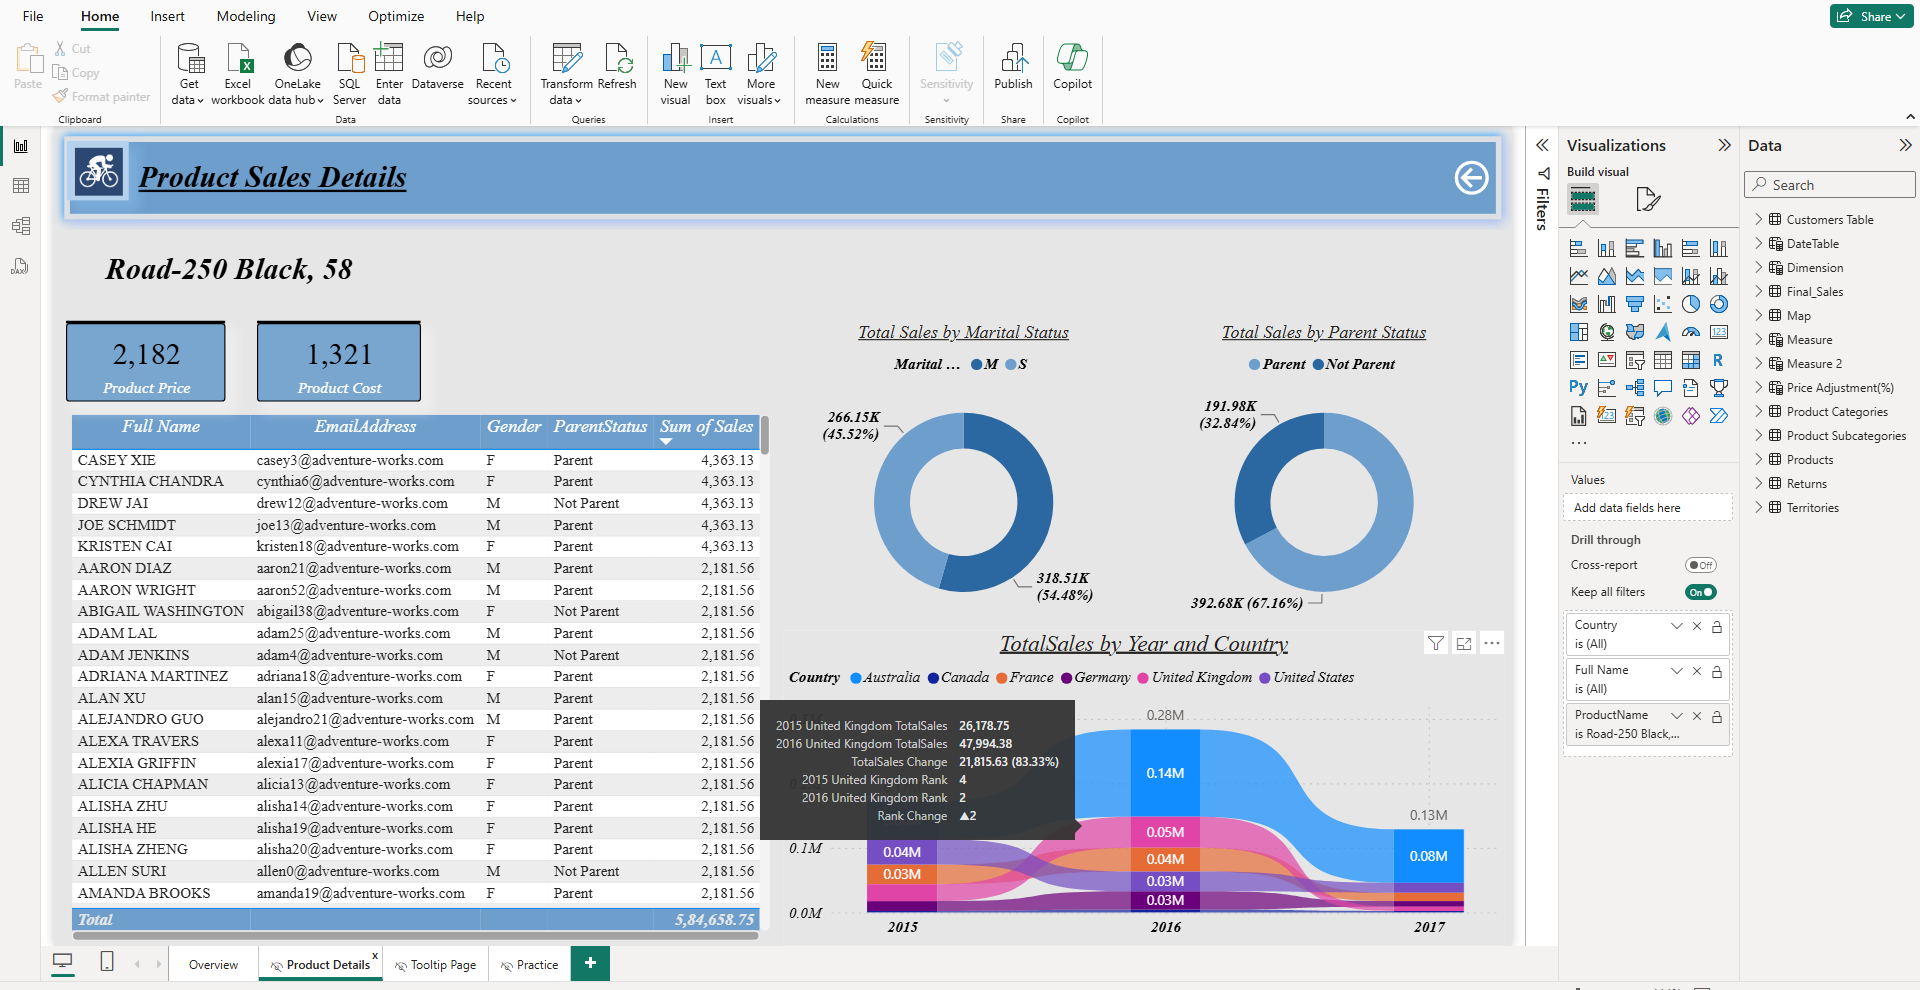 File Home Insert Modeling View Optimize Help Share
Paste
Cut
Copy
Format painter
Clipboard
Get data
Excel workbook
OneLake data hub
SQL Server
Enter data
Dataverse
Recent sources
Data
Transform data
Refresh
Queries
New visual
Text box
More visuals
Insert
New measure
Quick measure
Calculations
Sensitivity
Sensitivity
Publish
Share
Copilot
Copilot
Product Sales Details
Road-250 Black, 58
2,182
Product Price
1,321
Product Cost
Full Name EmailAddress Gender ParentStatus Sum of Sales
CASEY XIE casey3@adventure-works.com F Parent 4,363.13
CYNTHIA CHANDRA cynthia6@adventure-works.com F Parent 4,363.13
DREW JAI drew12@adventure-works.com M Not Parent 4,363.13
JOE SCHMIDT joe13@adventure-works.com M Parent 4,363.13
KRISTEN CAI kristen18@adventure-works.com F Parent 4,363.13
AARON DIAZ aaron21@adventure-works.com M Parent 2,181.56
AARON WRIGHT aaron52@adventure-works.com M Parent 2,181.56
ABIGAIL WASHINGTON abigail38@adventure-works.com F Not Parent 2,181.56
ADAM LAL adam25@adventure-works.com M Parent 2,181.56
ADAM JENKINS adam4@adventure-works.com M Not Parent 2,181.56
ADRIANA MARTINEZ adriana18@adventure-works.com F Parent 2,181.56
ALAN XU alan15@adventure-works.com M Parent 2,181.56
ALEJANDRO GUO alejandro21@adventure-works.com M Parent 2,181.56
ALEXA TRAVERS alexa11@adventure-works.com F Parent 2,181.56
ALEXIA GRIFFIN alexia17@adventure-works.com F Parent 2,181.56
ALICIA CHAPMAN alicia13@adventure-works.com F Parent 2,181.56
ALISHA ZHU alisha14@adventure-works.com F Parent 2,181.56
ALISHA HE alisha19@adventure-works.com F Parent 2,181.56
ALISHA ZHENG alisha20@adventure-works.com F Parent 2,181.56
ALLEN SURI allen0@adventure-works.com M Not Parent 2,181.56
AMANDA BROOKS amanda19@adventure-works.com F Parent 2,181.56
Total 5,84,658.75
Total Sales by Marital Status
Marital ... M S
266.15K
(45.52%)
318.51K
(54.48%)
Total Sales by Parent Status
Parent Not Parent
191.98K
(32.84%)
392.68K (67.16%)
TotalSales by Year and Country
Country Australia Canada France Germany United Kingdom United States
2015 United Kingdom TotalSales 26,178.75
2016 United Kingdom TotalSales 47,994.38
TotalSales Change 21,815.63 (83.33%)
2015 United Kingdom Rank 4
2016 United Kingdom Rank 2
Rank Change ▲2
0.28M
0.14M
0.05M
0.04M
0.03M
0.03M
0.04M
0.03M
0.13M
0.08M
0.1M
0.0M
2015 2016 2017
Overview Product Details x Tooltip Page Practice +
Filters
Visualizations
Build visual
Values
Add data fields here
Drill through
Cross-report Off
Keep all filters On
Country
is (All)
Full Name
is (All)
ProductName
is Road-250 Black,...
Data
Search
Customers Table
DateTable
Dimension
Final_Sales
Map
Measure
Measure 2
Price Adjustment(%)
Product Categories
Product Subcategories
Products
Returns
Territories